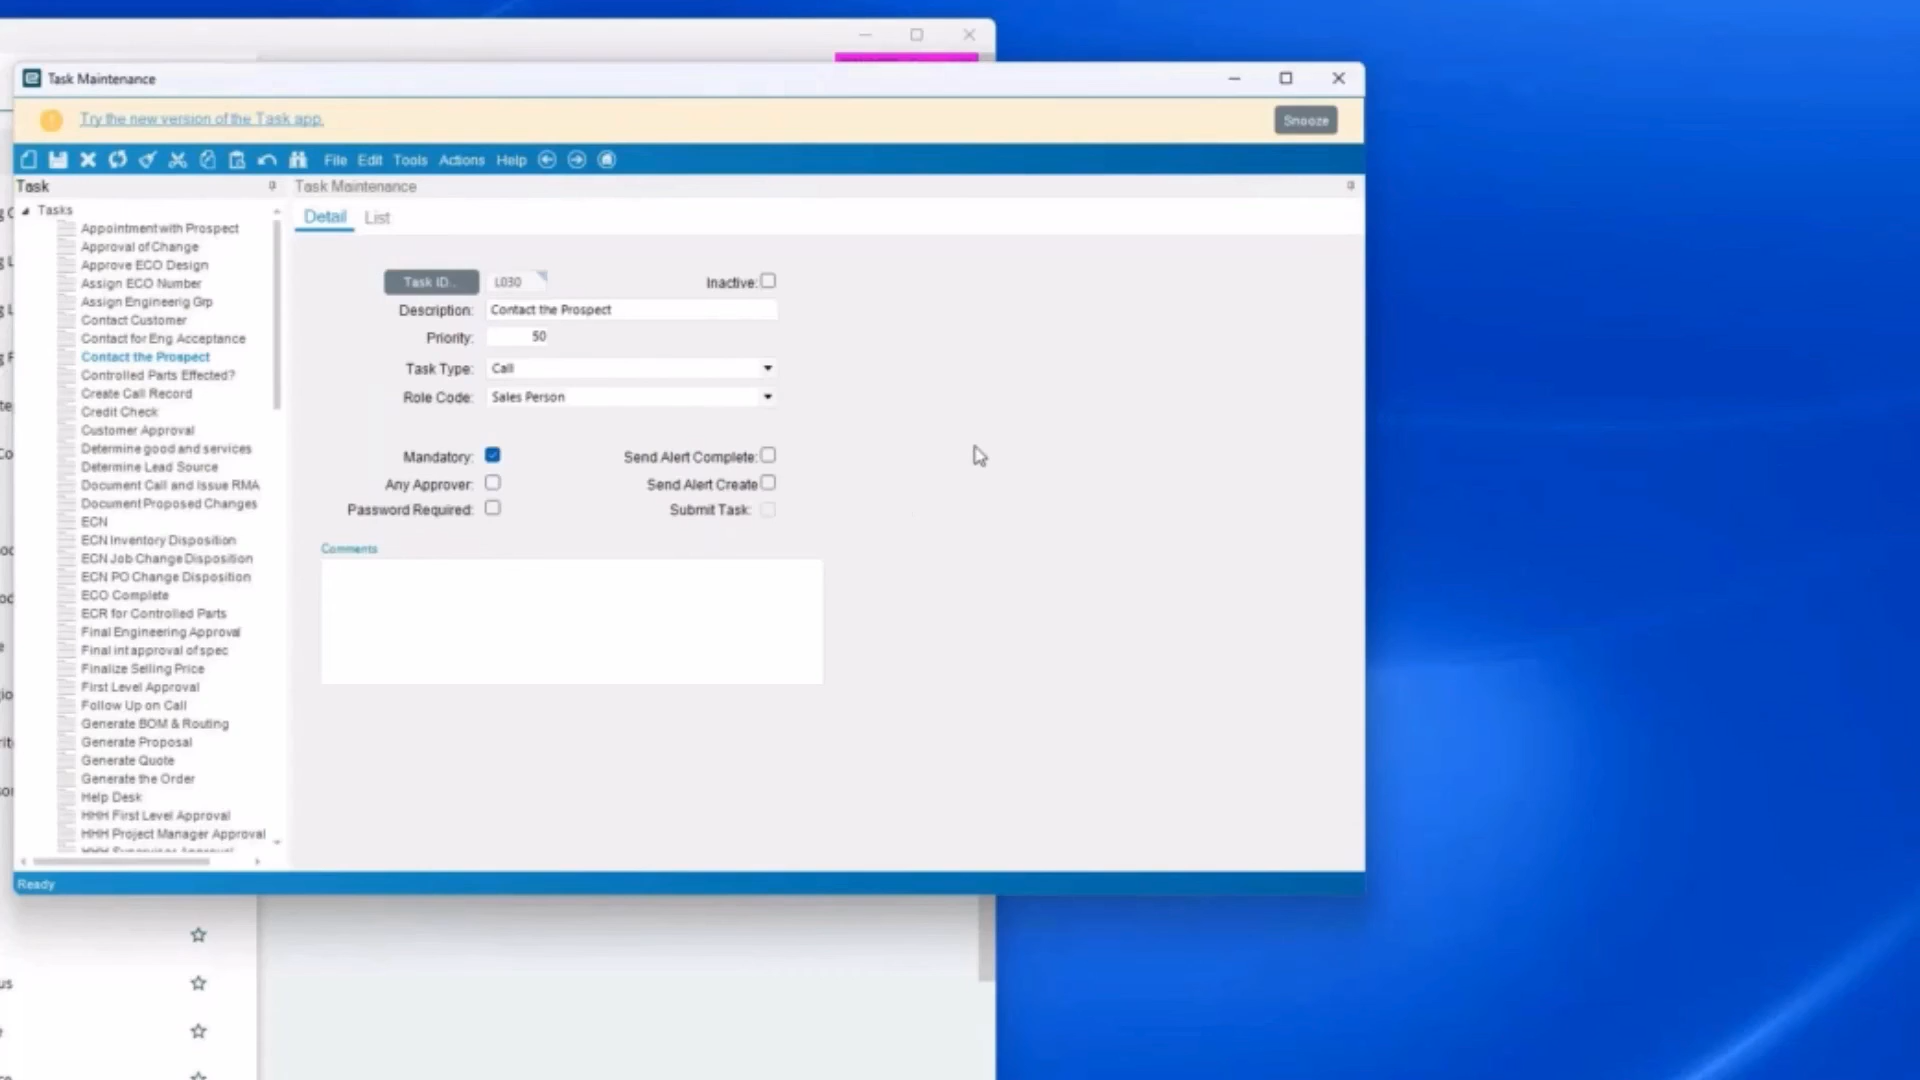 Task Maintenance
Try the new version of the Task app.
Snooze
File Edit Tools Actions Help
Task
Task Maintenance
Tasks
Detail List
Appointment with Prospect
Approval of Change
Approve ECO Design
Assign ECO Number
Assign Engineerig Grp
Contact Customer
Contact for Eng Acceptance
Contact the Prospect
Controlled Parts Effected?
Create Call Record
Credit Check
Customer Approval
Determine good and services
Determine Lead Source
Document Call and Issue RMA
Document Proposed Changes
ECN
ECN Inventory Disposition
ECN Job Change Disposition
ECN PO Change Disposition
ECO Complete
ECR for Controlled Parts
Final Engineering Approval
Final int approval of spec
Finalize Selling Price
First Level Approval
Follow Up on Call
Generate BOM & Routing
Generate Proposal
Generate Quote
Generate the Order
Help Desk
HHH First Level Approval
HHH Project Manager Approval
HHH Supervisor Approval
Task ID... L030 Inactive:
Description: Contact the Prospect
Priority: 50
Task Type: Call
Role Code: Sales Person
Mandatory: Send Alert Complete:
Any Approver: Send Alert Create
Password Required: Submit Task:
Comments
Ready